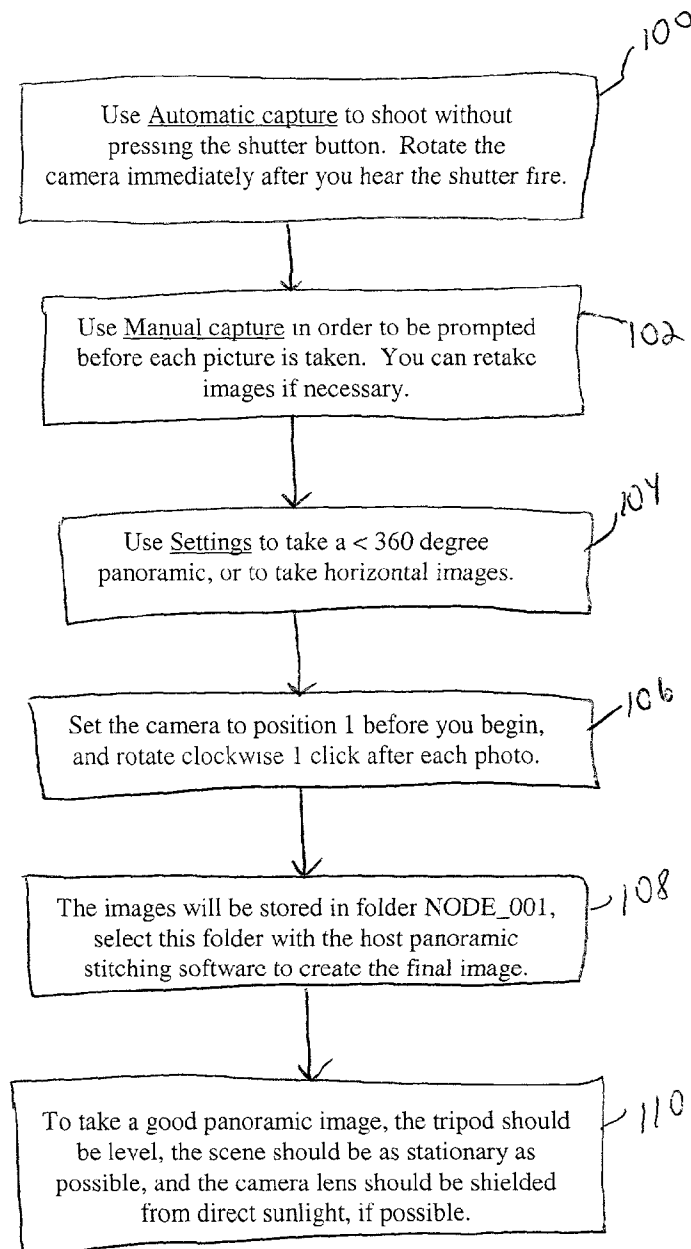 100
Use Automatic capture to shoot without
pressing the shutter button. Rotate the
camera immediately after you hear the shutter fire.
Use Manual capture in order to be prompted
before each picture is taken. You can retake
images if necessary.
102
Use Settings to take a < 360 degree
panoramic, or to take horizontal images.
104
Set the camera to position 1 before you begin,
and rotate clockwise 1 click after each photo.
106
The images will be stored in folder NODE_001,
select this folder with the host panoramic
stitching software to create the final image.
108
To take a good panoramic image, the tripod should
be level, the scene should be as stationary as
possible, and the camera lens should be shielded
from direct sunlight, if possible.
110